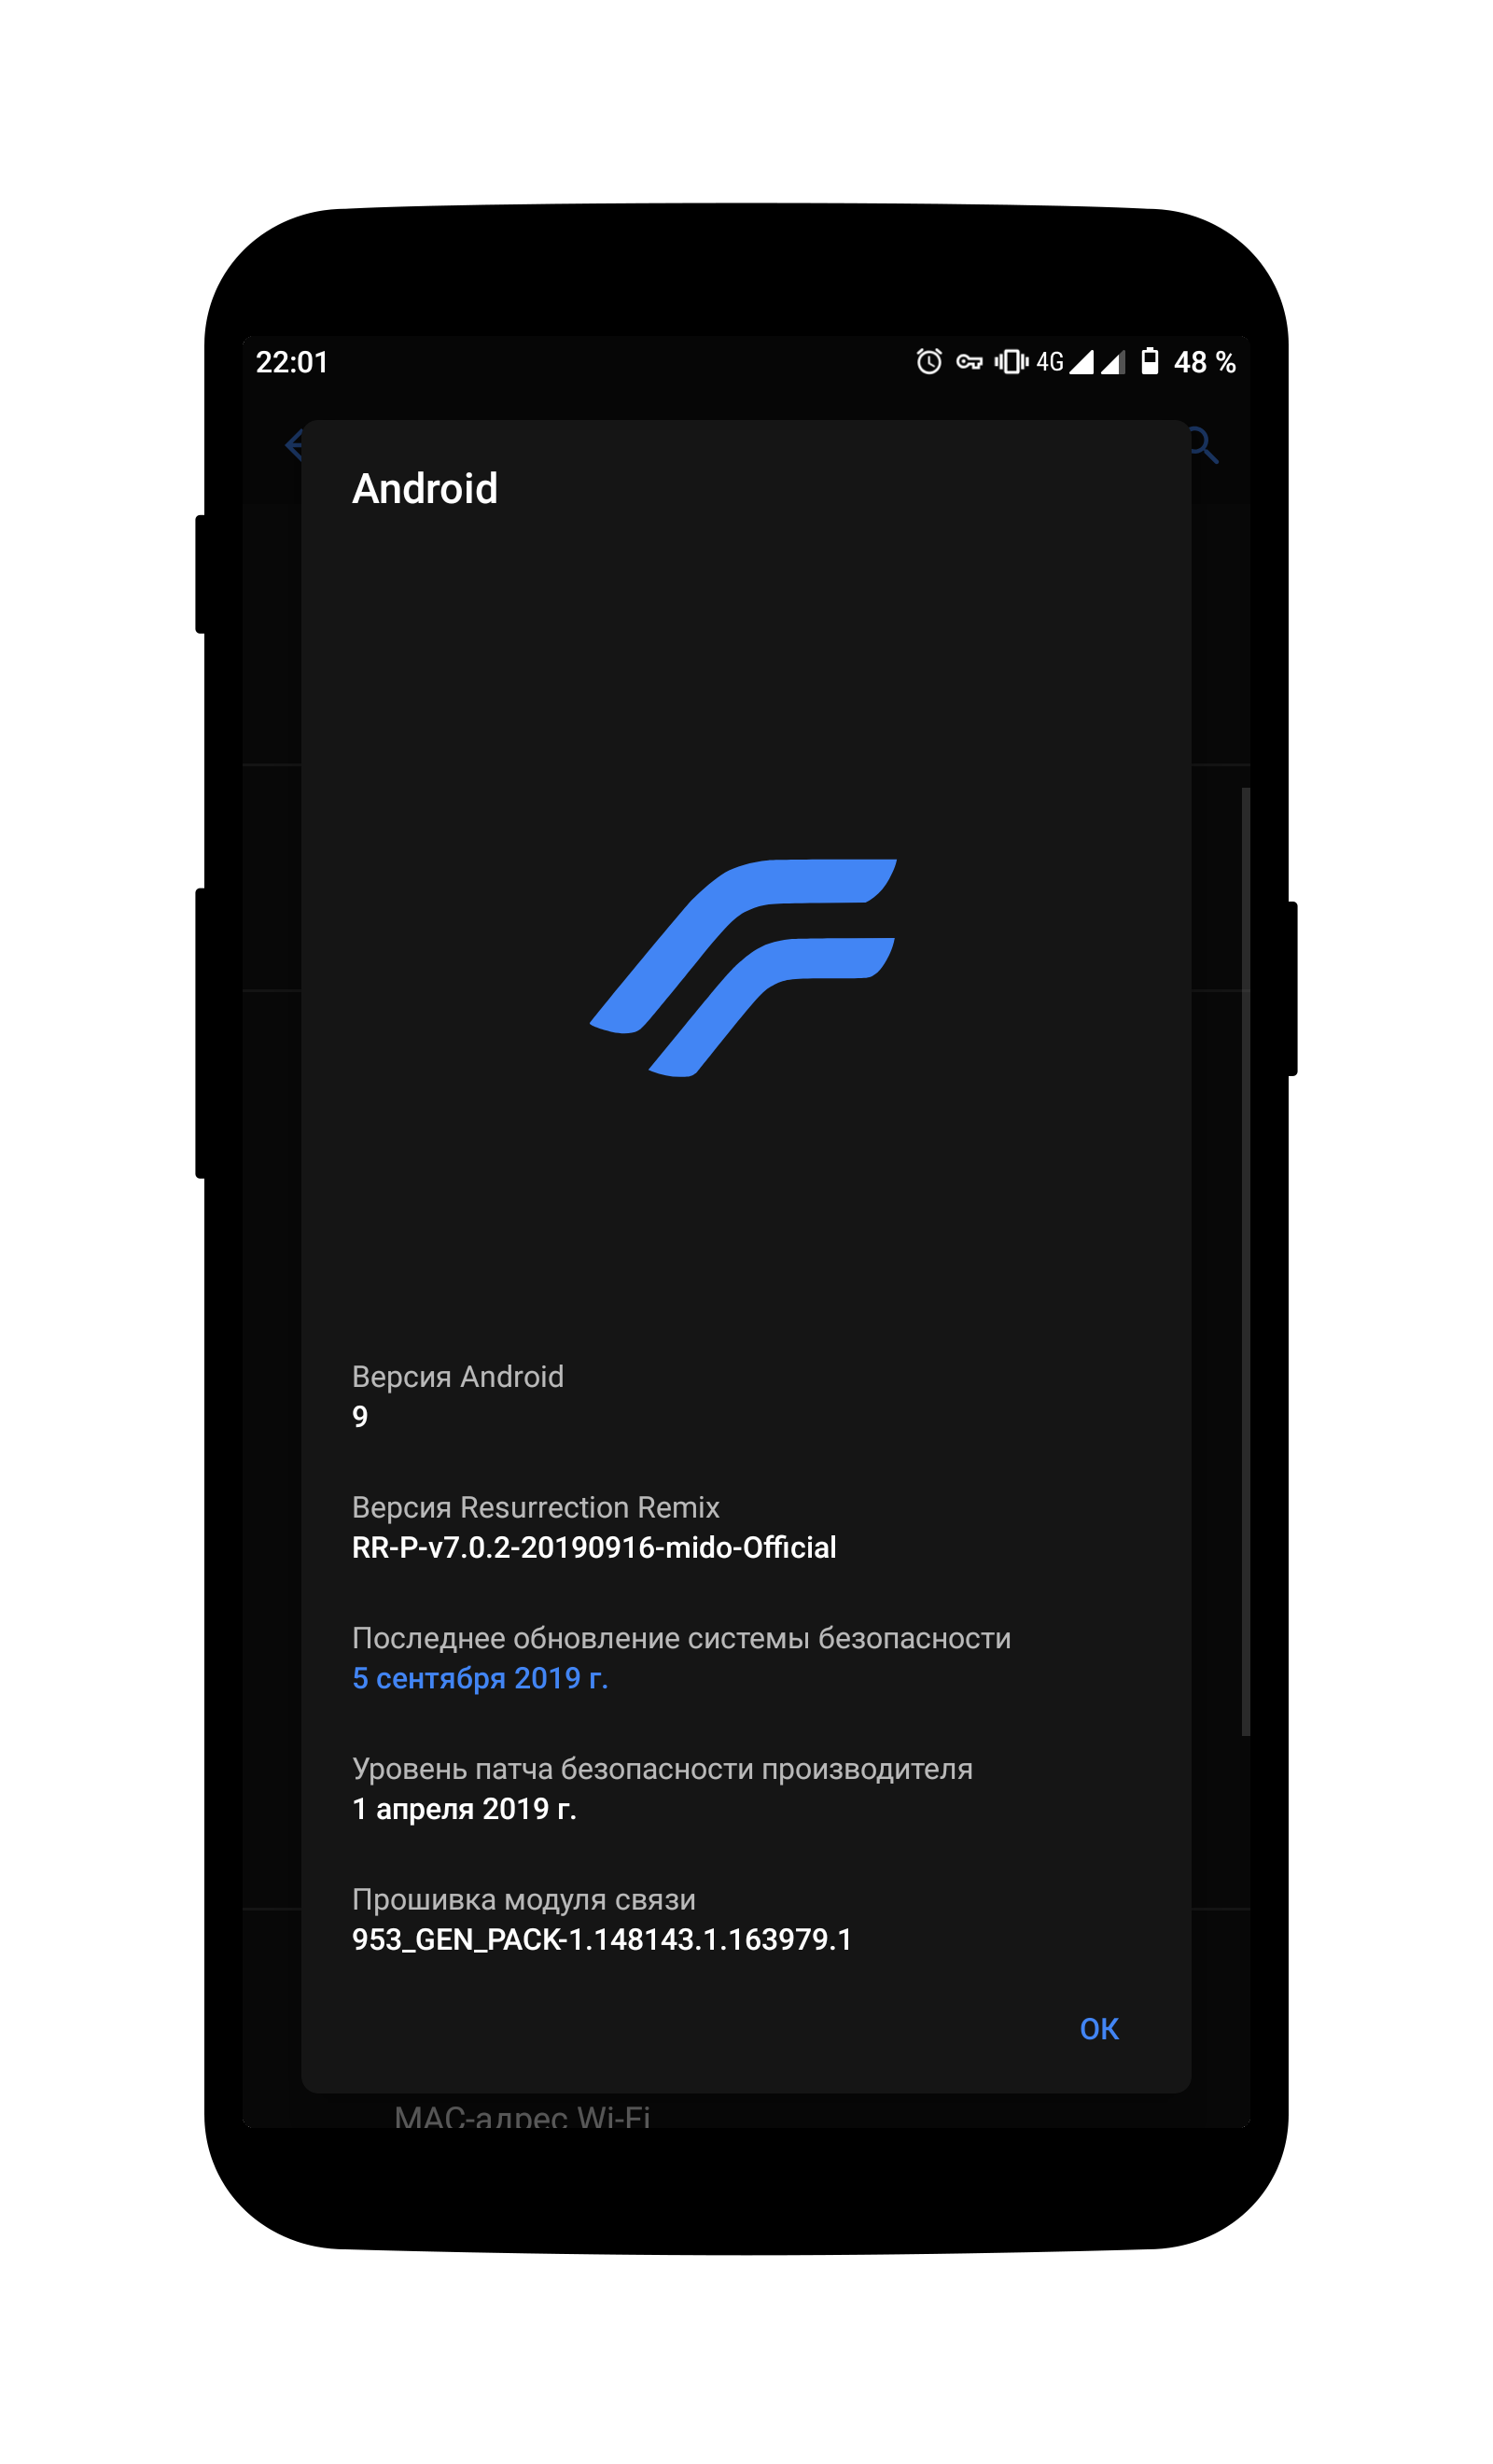 22:01 4G 48 %
Android
Версия Android
9
Версия Resurrection Remix
RR-P-v7.0.2-20190916-mido-Official
Последнее обновление системы безопасности
5 сентября 2019 г.
Уровень патча безопасности производителя
1 апреля 2019 г.
Прошивка модуля связи
953_GEN_PACK-1.148143.1.163979.1
ОК
MAC-адрес Wi-Fi